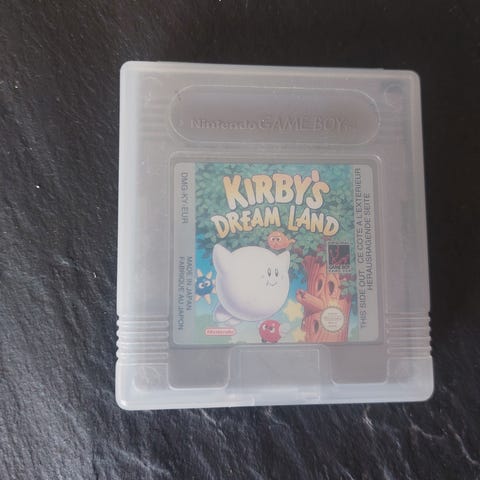 Nintendo GAME BOY
KIRBY'S
DREAM LAND
DMG-KY-EUR
MADE IN JAPAN
FABRIQUE AU JAPON
THIS SIDE OUT CE COTE A L'EXTERIEUR
HERAUSRAGENDE SEITE
Nintendo